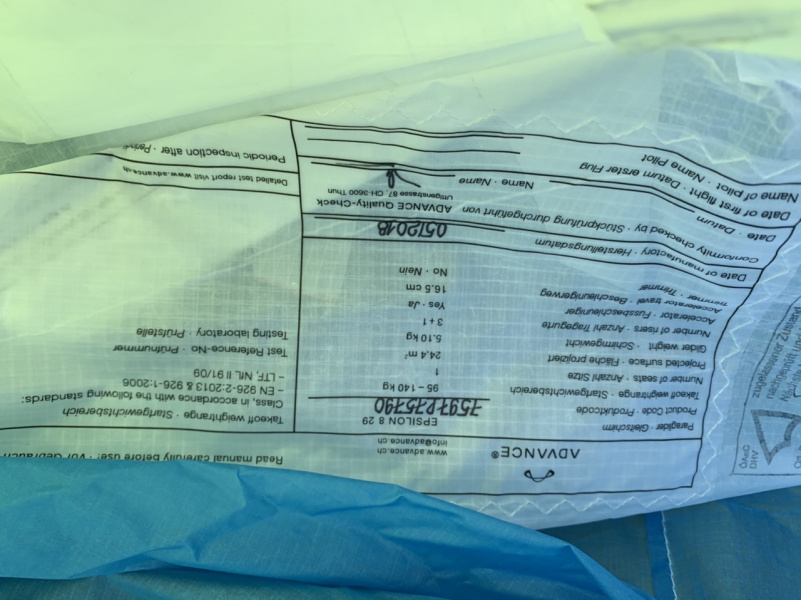 ADVANCE®
www.advance.ch
info@advance.ch
Paraglider · Gleitschirm
EPSILON 8 29
Product Code · Produktcode
7597P75790
Takeoff weightrange · Startgewichtsbereich
95 – 140 kg
Number of seats · Anzahl Sitze
1
Projected surface · Fläche projiziert
24,4 m²
Glider weight · Schirmgewicht
5.10 kg
Number of risers · Anzahl Tragegurte
3+1
Accelerator · Fussbeschleuniger
Yes · Ja
Accelerator travel · Beschleunigerweg
16.5 cm
Trimmer · Trimmer
No · Nein
Date of manufactory · Herstellungsdatum
05/2018
Conformity checked by · Stückprüfung durchgeführt von
ADVANCE Quality-Check
Uttigenstrasse 87, CH-3600 Thun
Date · Datum
Name · Name
Date of first flight · Datum erster Flug
Name of pilot · Name Pilot
Read manual carefully before use! · Vor Gebrauch
Takeoff weightrange · Startgewichtsbereich
Class, in accordance with the following standards:
– EN 926-2:2013 & 926-1:2006
– LTF, NfL II 91/09
Test Reference-No · Prüfnummer
Testing laboratory · Prüfstelle
Detailed test report visit www.advance.ch
Periodic inspection after
ÖAeC
DHV